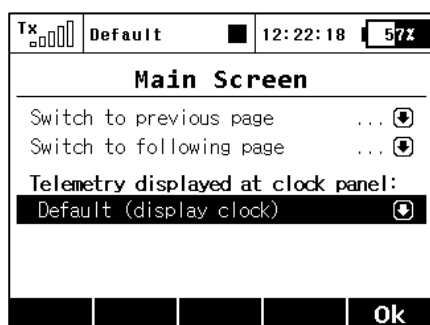 Tx Default 12:22:18 57%
Main Screen
Switch to previous page ...
Switch to following page ...
Telemetry displayed at clock panel:
Default (display clock)
Ok